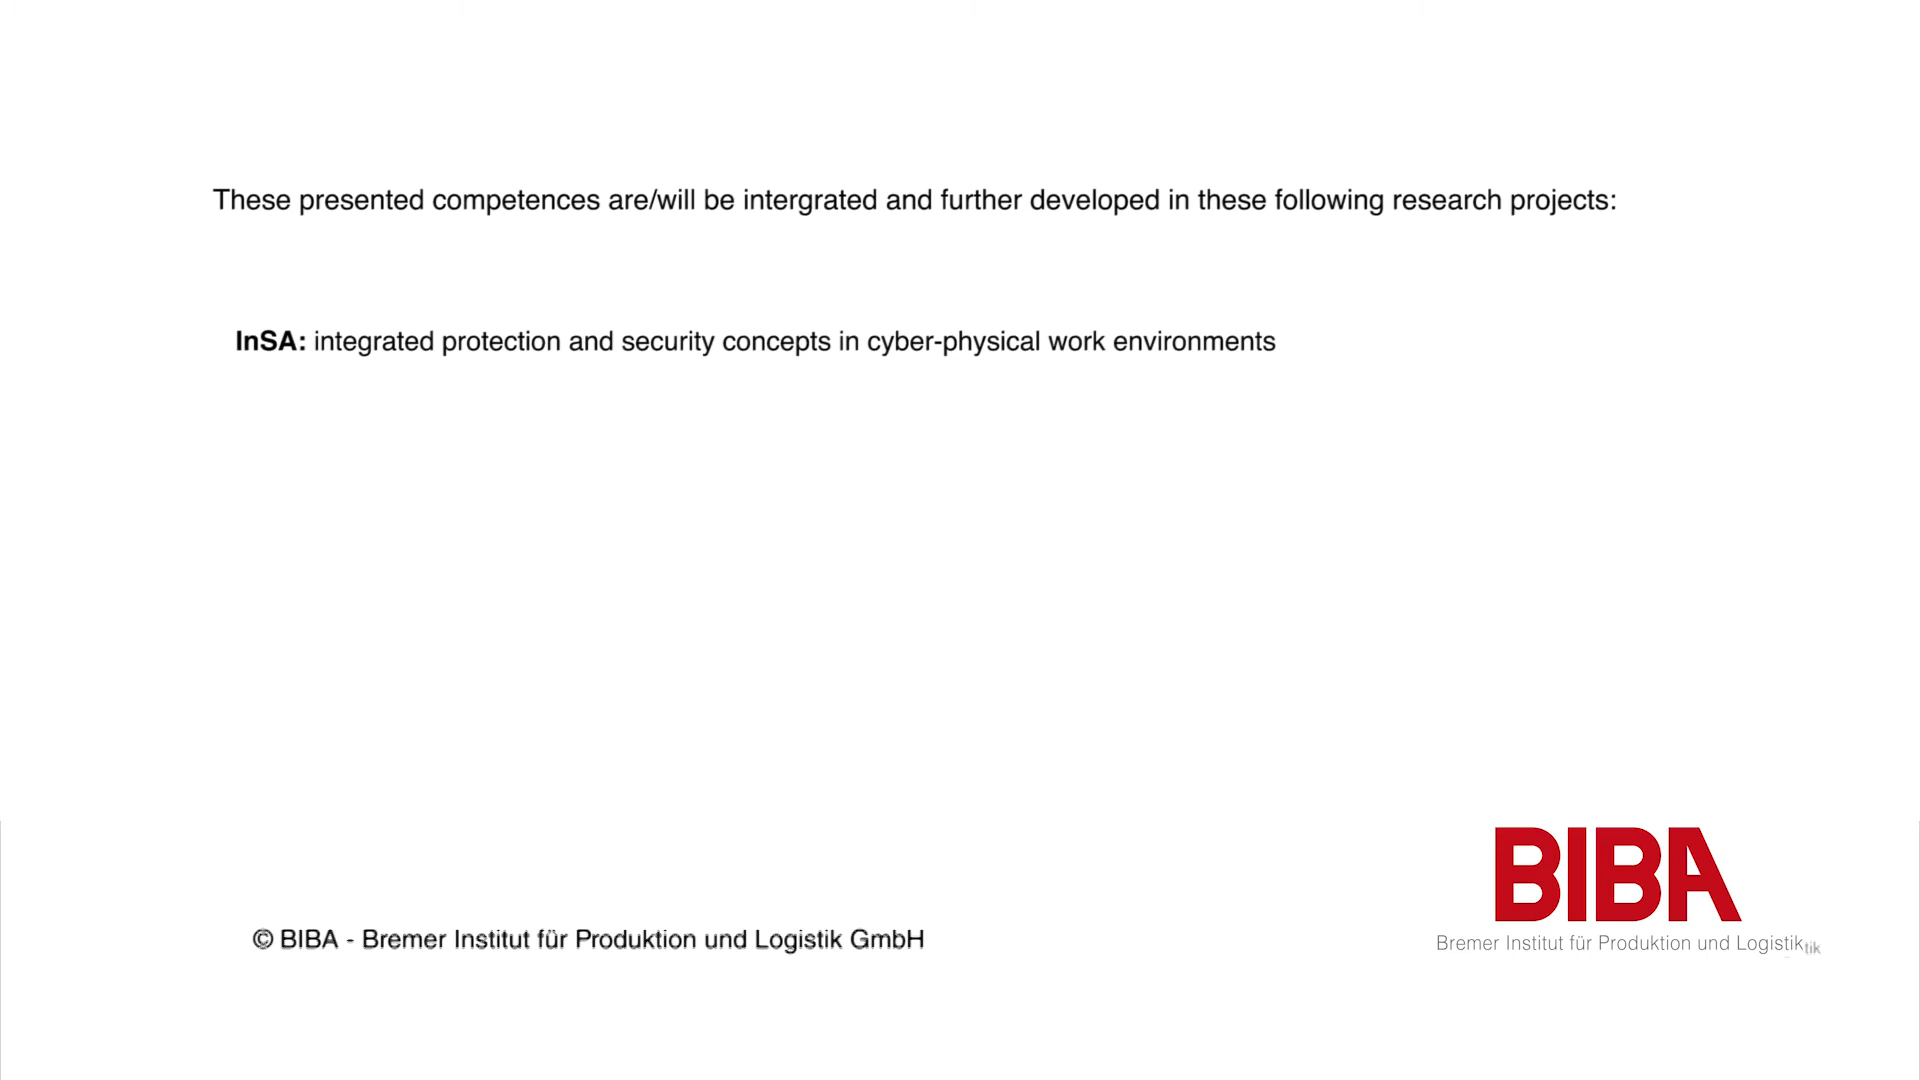 These presented competences are/will be intergrated and further developed in these following research projects:
InSA: integrated protection and security concepts in cyber-physical work environments
© BIBA - Bremer Institut für Produktion und Logistik GmbH
BIBA
Bremer Institut für Produktion und Logistik
tik